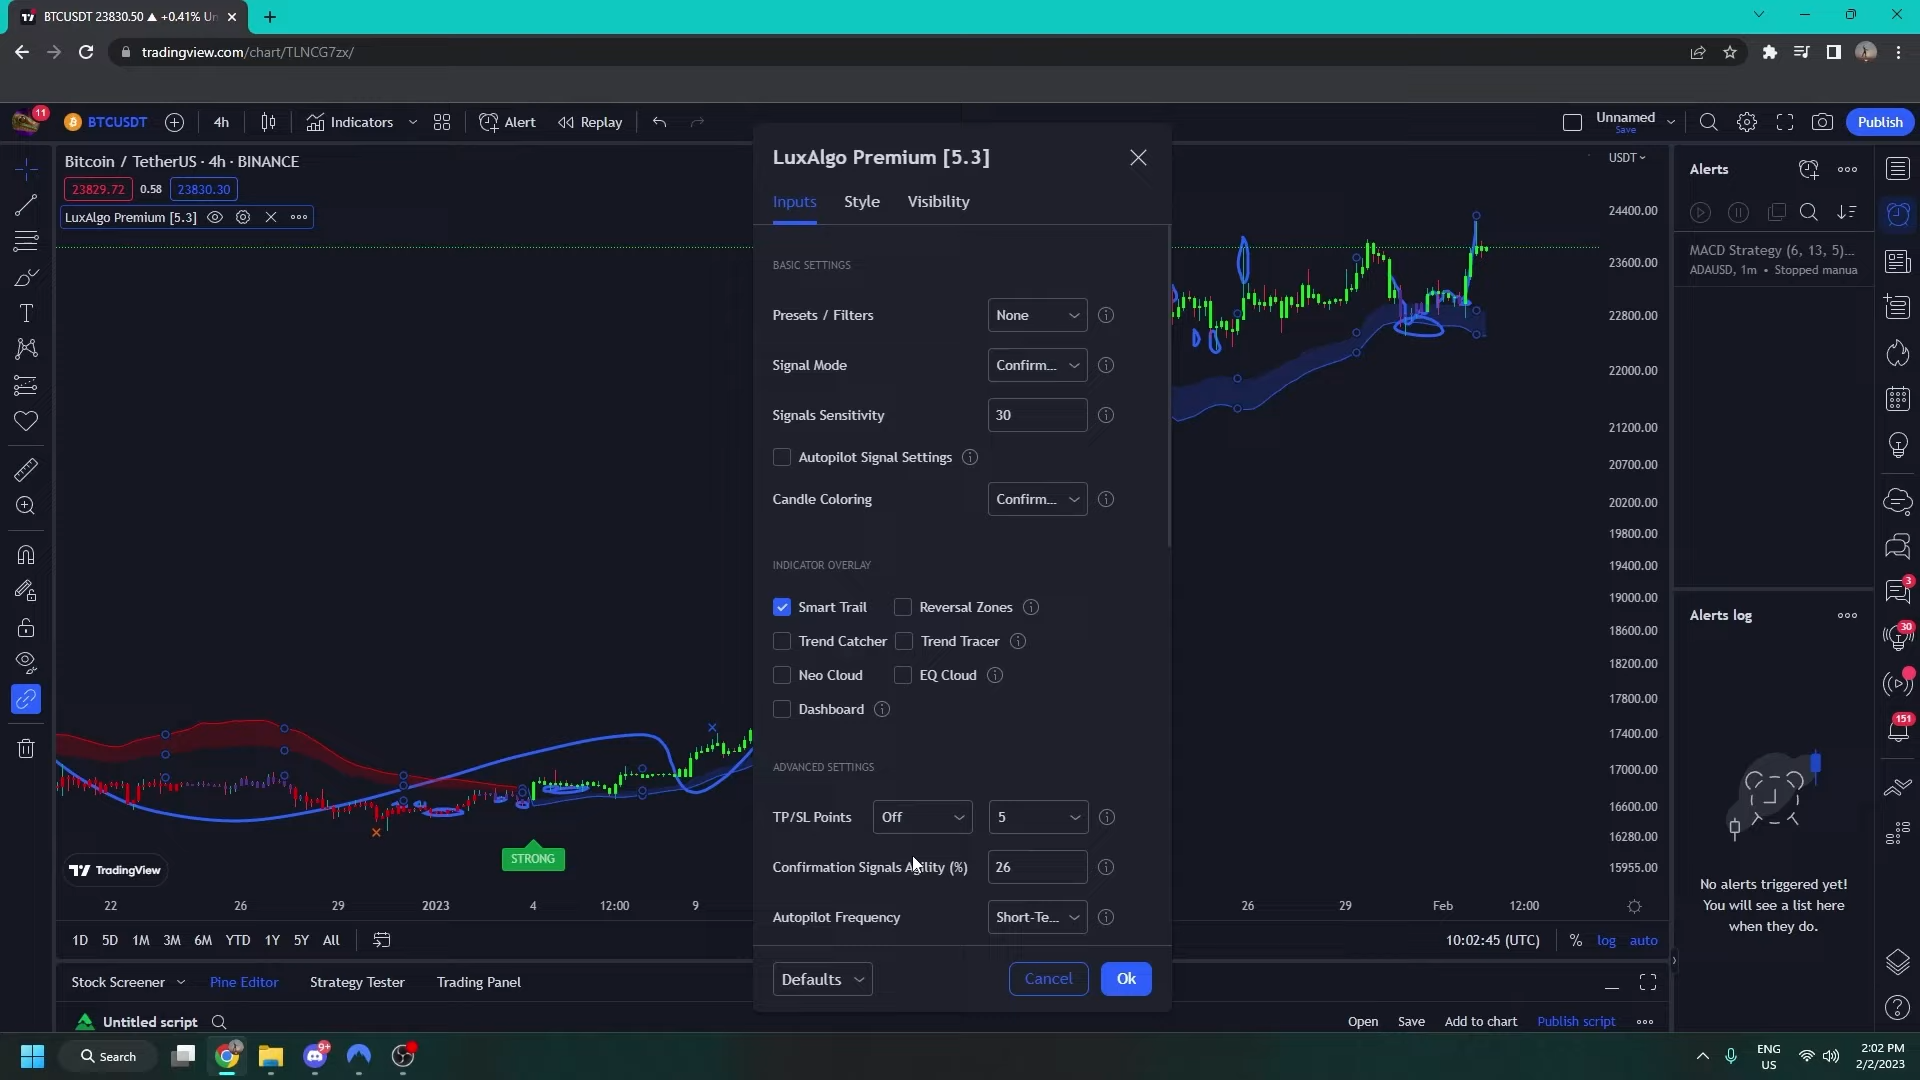 BTCUSDT 23830.50 ▲ +0.41% Un
tradingview.com/chart/TLNCG7zx/
11
BTCUSDT
4h
Indicators
Alert
Replay
Unnamed
Save
Publish
Bitcoin / TetherUS · 4h · BINANCE
23829.72 0.58 23830.30
LuxAlgo Premium [5.3]
LuxAlgo Premium [5.3]
Inputs Style Visibility
BASIC SETTINGS
Presets / Filters None
Signal Mode Confirm...
Signals Sensitivity 30
Autopilot Signal Settings
Candle Coloring Confirm...
INDICATOR OVERLAY
Smart Trail Reversal Zones
Trend Catcher Trend Tracer
Neo Cloud EQ Cloud
Dashboard
ADVANCED SETTINGS
TP/SL Points Off 5
Confirmation Signals Agility (%) 26
Autopilot Frequency Short-Te...
Defaults Cancel Ok
USDT
24400.00
23600.00
22800.00
22000.00
21200.00
20700.00
20200.00
19800.00
19400.00
19000.00
18600.00
18200.00
17800.00
17400.00
17000.00
16600.00
16280.00
15955.00
Alerts
MACD Strategy (6, 13, 5)...
ADAUSD, 1m • Stopped manua
Alerts log
No alerts triggered yet!
You will see a list here
when they do.
3
30
151
STRONG
TradingView
22 26 29 2023 4 12:00 9 26 29 Feb 12:00
1D 5D 1M 3M 6M YTD 1Y 5Y All
10:02:45 (UTC) % log auto
Stock Screener Pine Editor Strategy Tester Trading Panel
Untitled script
Open Save Add to chart Publish script
Search
9+
ENG
US
2:02 PM
2/2/2023